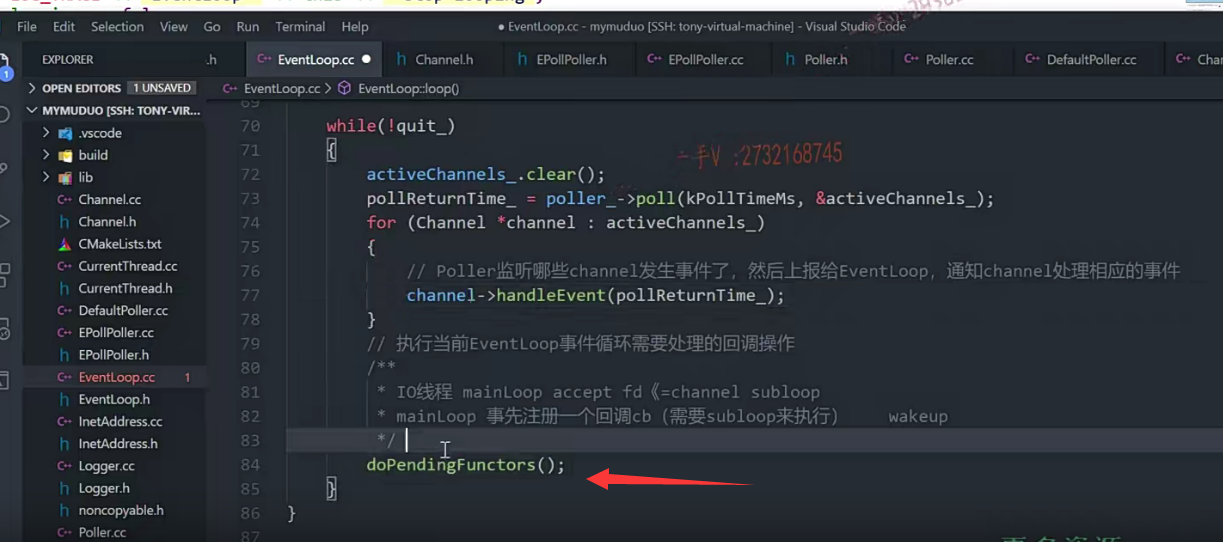 File Edit Selection View Go Run Terminal Help
● EventLoop.cc - mymuduo [SSH: tony-virtual-machine] - Visual Studio Code
EXPLORER
.h
C++ EventLoop.cc ●
h Channel.h
h EPollPoller.h
C++ EPollPoller.cc
h Poller.h
C++ Poller.cc
C++ DefaultPoller.cc
1
OPEN EDITORS 1 UNSAVED
C++ EventLoop.cc > EventLoop::loop()
MYMUDUO [SSH: TONY-VIR...
.vscode
build
lib
C++ Channel.cc
h Channel.h
CMakeLists.txt
C++ CurrentThread.cc
h CurrentThread.h
C++ DefaultPoller.cc
C++ EPollPoller.cc
h EPollPoller.h
C++ EventLoop.cc 1
h EventLoop.h
C++ InetAddress.cc
h InetAddress.h
C++ Logger.cc
h Logger.h
h noncopyable.h
C++ Poller.cc
69
70 while(!quit_)
71 {
72 activeChannels_.clear();
73 pollReturnTime_ = poller_->poll(kPollTimeMs, &activeChannels_);
74 for (Channel *channel : activeChannels_)
75 {
76 // Poller监听哪些channel发生事件了，然后上报给EventLoop，通知channel处理相应的事件
77 channel->handleEvent(pollReturnTime_);
78 }
79 // 执行当前EventLoop事件循环需要处理的回调操作
80 /**
81 * IO线程 mainLoop accept fd《=channel subloop
82 * mainLoop 事先注册一个回调cb（需要subloop来执行） wakeup
83 */
84 doPendingFunctors();
85 }
86 }
87
二手V :2732168745